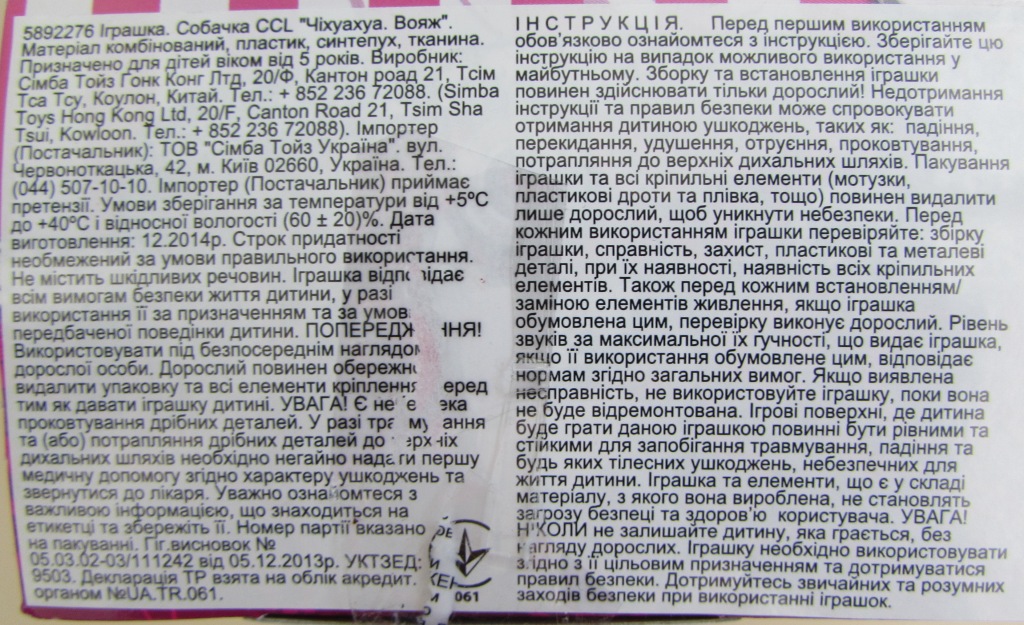 5892276 Іграшка. Собачка CCL "Чіхуахуа. Вояж".
Матеріал комбінований, пластик, синтепух, тканина.
Призначено для дітей віком від 5 років. Виробник:
Сімба Тойз Гонк Конг Лтд, 20/Ф, Кантон роад 21, Тсім
Тса Тсу, Коулон, Китай. Тел.: + 852 236 72088. (Simba
Toys Hong Kong Ltd, 20/F, Canton Road 21, Tsim Sha
Tsui, Kowloon. Тел.: + 852 236 72088). Імпортер
(Постачальник): ТОВ "Сімба Тойз Україна". вул.
Червоноткацька, 42, м. Київ 02660, Україна. Тел.:
(044) 507-10-10. Імпортер (Постачальник) приймає
претензії. Умови зберігання за температури від +5ºС
до +40ºС і відносної вологості (60 ± 20)%. Дата
виготовлення: 12.2014р. Строк придатності
необмежений за умови правильного використання.
Не містить шкідливих речовин. Іграшка
всім вимогам безпеки життя дитини, у разі
використання її за призначенням та за
передбаченої поведінки дитини.
Використовувати під безпосереднім
дорослої особи. Дорослий повинен
видалити упаковку та всі елементи
тим як давати іграшку дитині. УВАГА! Є
проковтування дрібних деталей. У разі
та (або) потрапляння дрібних деталей до
дихальних шляхів необхідно негайно надати першу
медичну допомогу згідно характеру ушкоджень та
звернутися до лікаря. Уважно ознайомтеся з
важливою інформацією, що знаходиться на
етикетці та збережіть її. Номер партії вказано
на пакуванні. Гіг.висновок №
05.03.02-03/111242 від 05.12.2013р. УКТЗЕД:
9503. Декларація ТР взята на облік акредит.
органом №UA.TR.061.
061
ІНСТРУКЦІЯ. Перед першим використанням
обов'язково ознайомтеся з інструкцією. Зберігайте цю
інструкцію на випадок можливого використання у
майбутньому. Зборку та встановлення іграшки
повинен здійснювати тільки дорослий! Недотримання
інструкції та правил безпеки може спровокувати
отримання дитиною ушкоджень, таких як: падіння,
перекидання, удушення, отруєння, проковтування,
потрапляння до верхніх дихальних шляхів. Пакування
іграшки та всі кріпильні елементи (мотузки,
пластикові дроти та плівка, тощо) повинен видалити
лише дорослий, щоб уникнути небезпеки. Перед
кожним використанням іграшки перевіряйте: збірку
іграшки, справність, захист, пластикові та металеві
деталі, при їх наявності, наявність всіх кріпильних
елементів. Також перед кожним встановленням/
заміною елементів живлення, якщо іграшка
обумовлена цим, перевірку виконує дорослий. Рівень
звуків за максимальної їх гучності, що видає іграшка,
якщо її використання обумовлене цим, відповідає
нормам згідно загальних вимог. Якщо виявлена
несправність, не використовуйте іграшку, поки вона
не буде відремонтована. Ігрові поверхні, де дитина
буде грати даною іграшкою повинні бути рівними та
стійкими для запобігання травмування, падіння та
будь яких тілесних ушкоджень, небезпечних для
життя дитини. Іграшка та елементи, що є у складі
матеріалу, з якого вона вироблена, не становлять
загрозу безпеці та здоров'ю користувача. УВАГА!
НІКОЛИ не залишайте дитину, яка грається, без
нагляду дорослих. Іграшку необхідно використовувати
згідно з її цільовим призначенням та дотримуватися
правил безпеки. Дотримуйтесь звичайних та розумних
заходів безпеки при використанні іграшок.